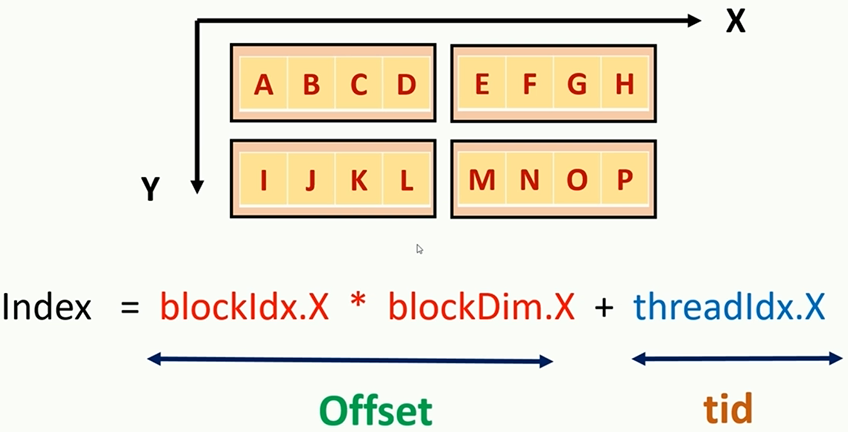 X
A B C D E F G H
Y I J K L M N O P
Index = blockIdx.X * blockDim.X + threadIdx.X
Offset tid